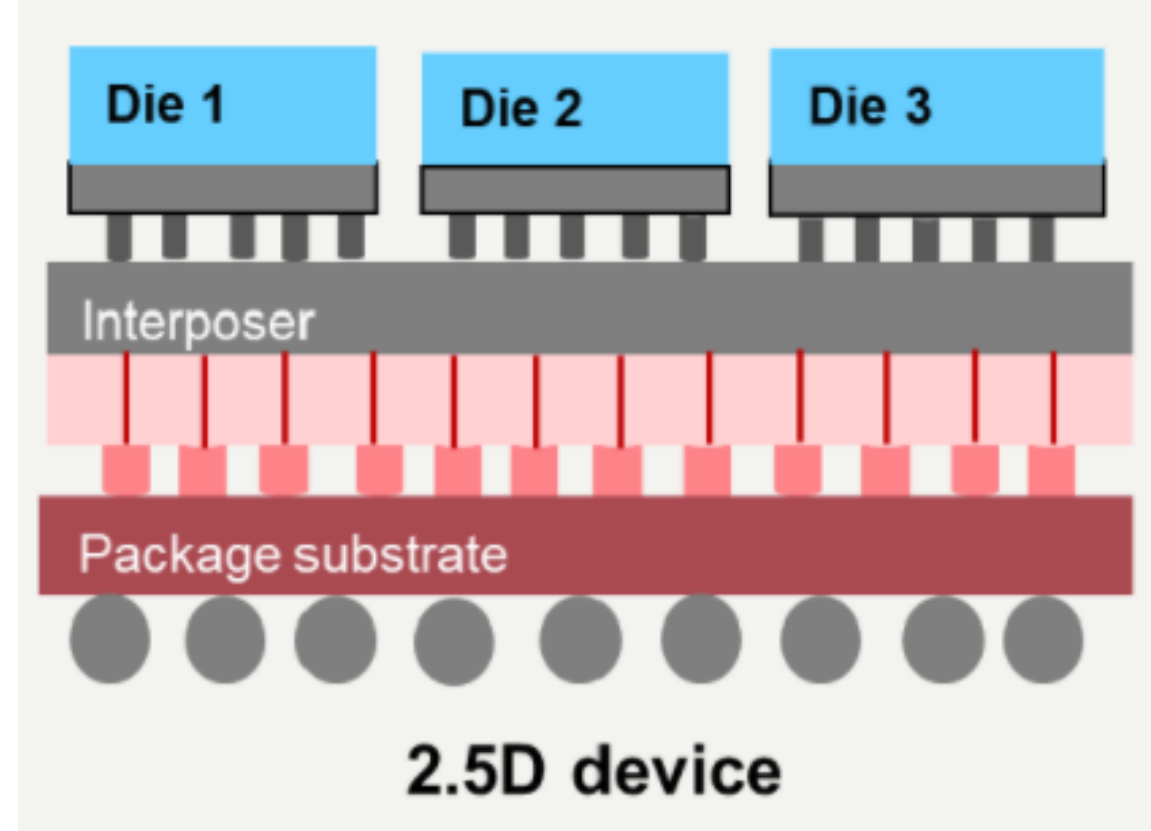 Die 1
Die 2
Die 3
Interposer
Package substrate
2.5D device